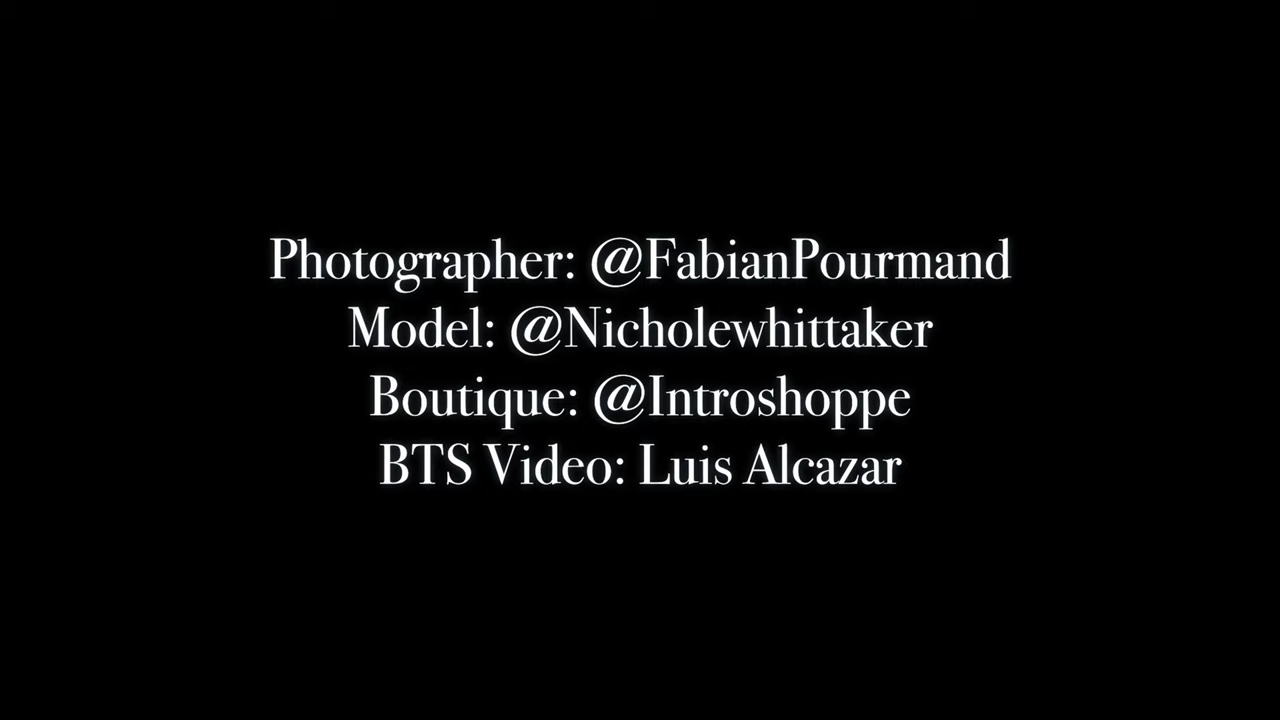 Photographer: @FabianPourmand
Model: @Nicholewhittaker
Boutique: @Introshoppe
BTS Video: Luis Alcazar